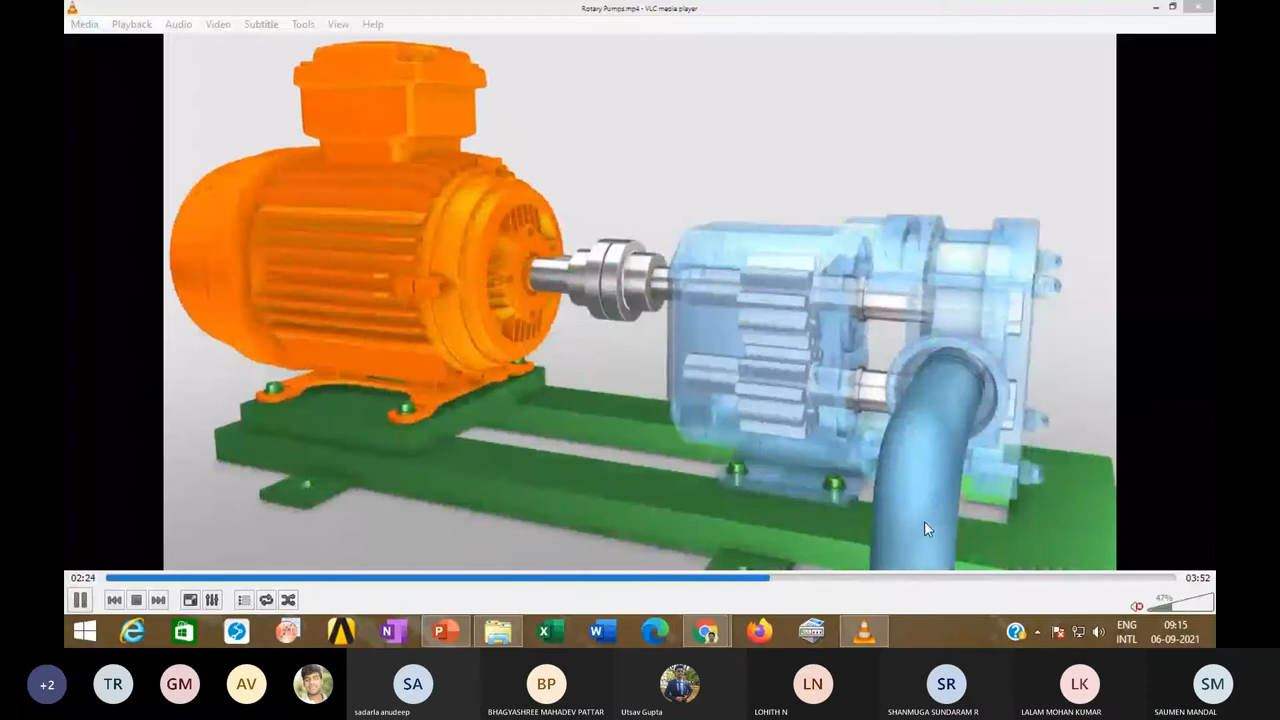 Rotary Pumps.mp4 - VLC media player
Media Playback Audio Video Subtitle Tools View Help
02:24
03:52
47%
ENG
INTL
09:15
06-09-2021
+2
TR
GM
AV
SA
BP
LN
SR
LK
SM
sadarla anudeep
BHAGYASHREE MAHADEV PATTAR
Utsav Gupta
LOHITH N
SHANMUGA SUNDARAM R
LALAM MOHAN KUMAR
SAUMEN MANDAL